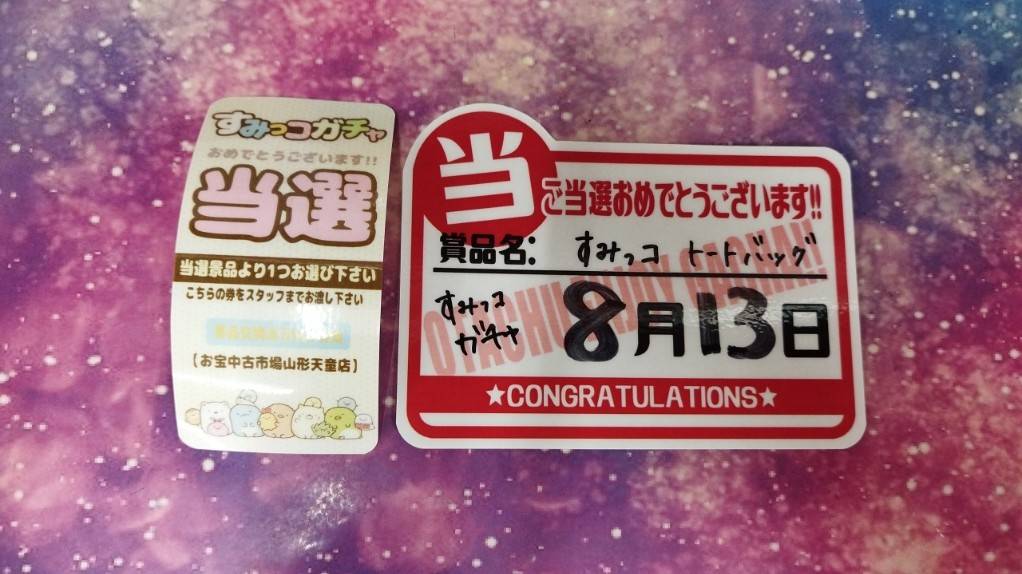 すみっコガチャ
おめでとうございます!!
当選
当選景品より1つお選び下さい
こちらの券をスタッフまでお渡し下さい
【お宝中古市場山形天童店】
当
ご当選おめでとうございます!!
賞品名: すみっコ トートバッグ
すみっコ
ガチャ
8月13日
★CONGRATULATIONS★